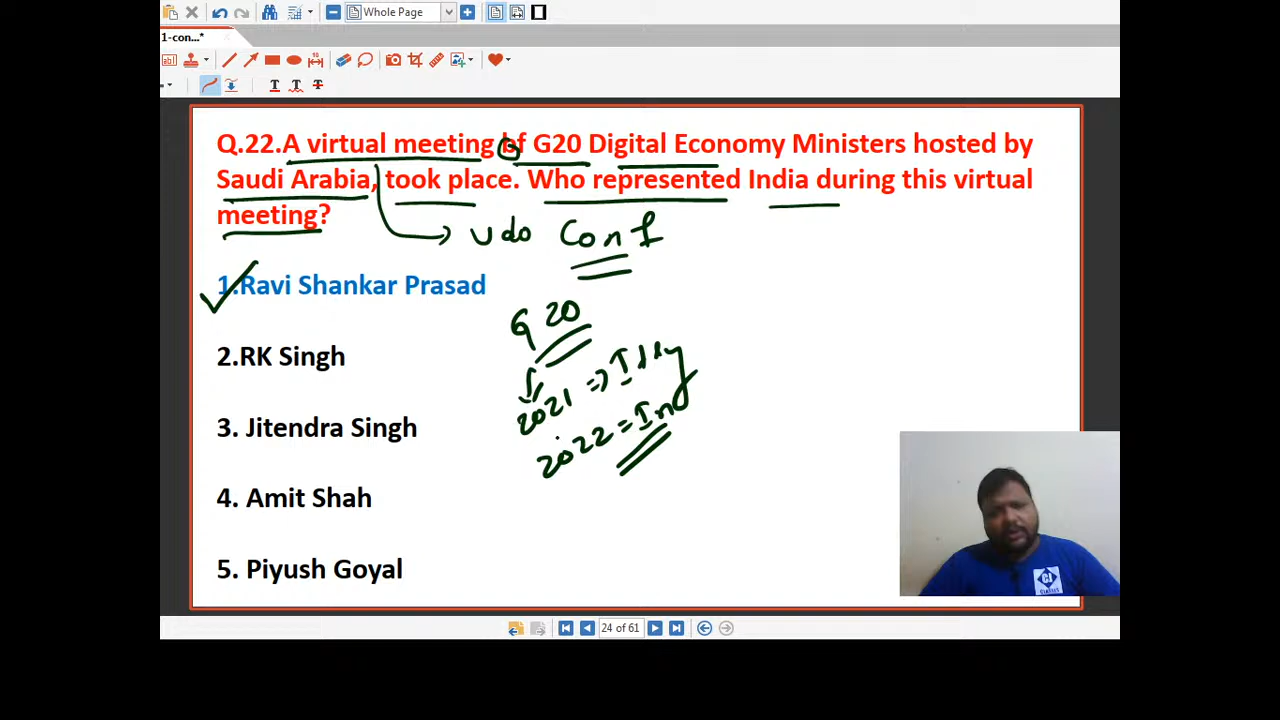 Whole Page
1-con...*
Q.22.A virtual meeting of G20 Digital Economy Ministers hosted by
Saudi Arabia, took place. Who represented India during this virtual
meeting?
vdo Conf
1.Ravi Shankar Prasad
G 20
2.RK Singh
2021 => Itly
2022 = Ind
3. Jitendra Singh
4. Amit Shah
5. Piyush Goyal
24 of 61